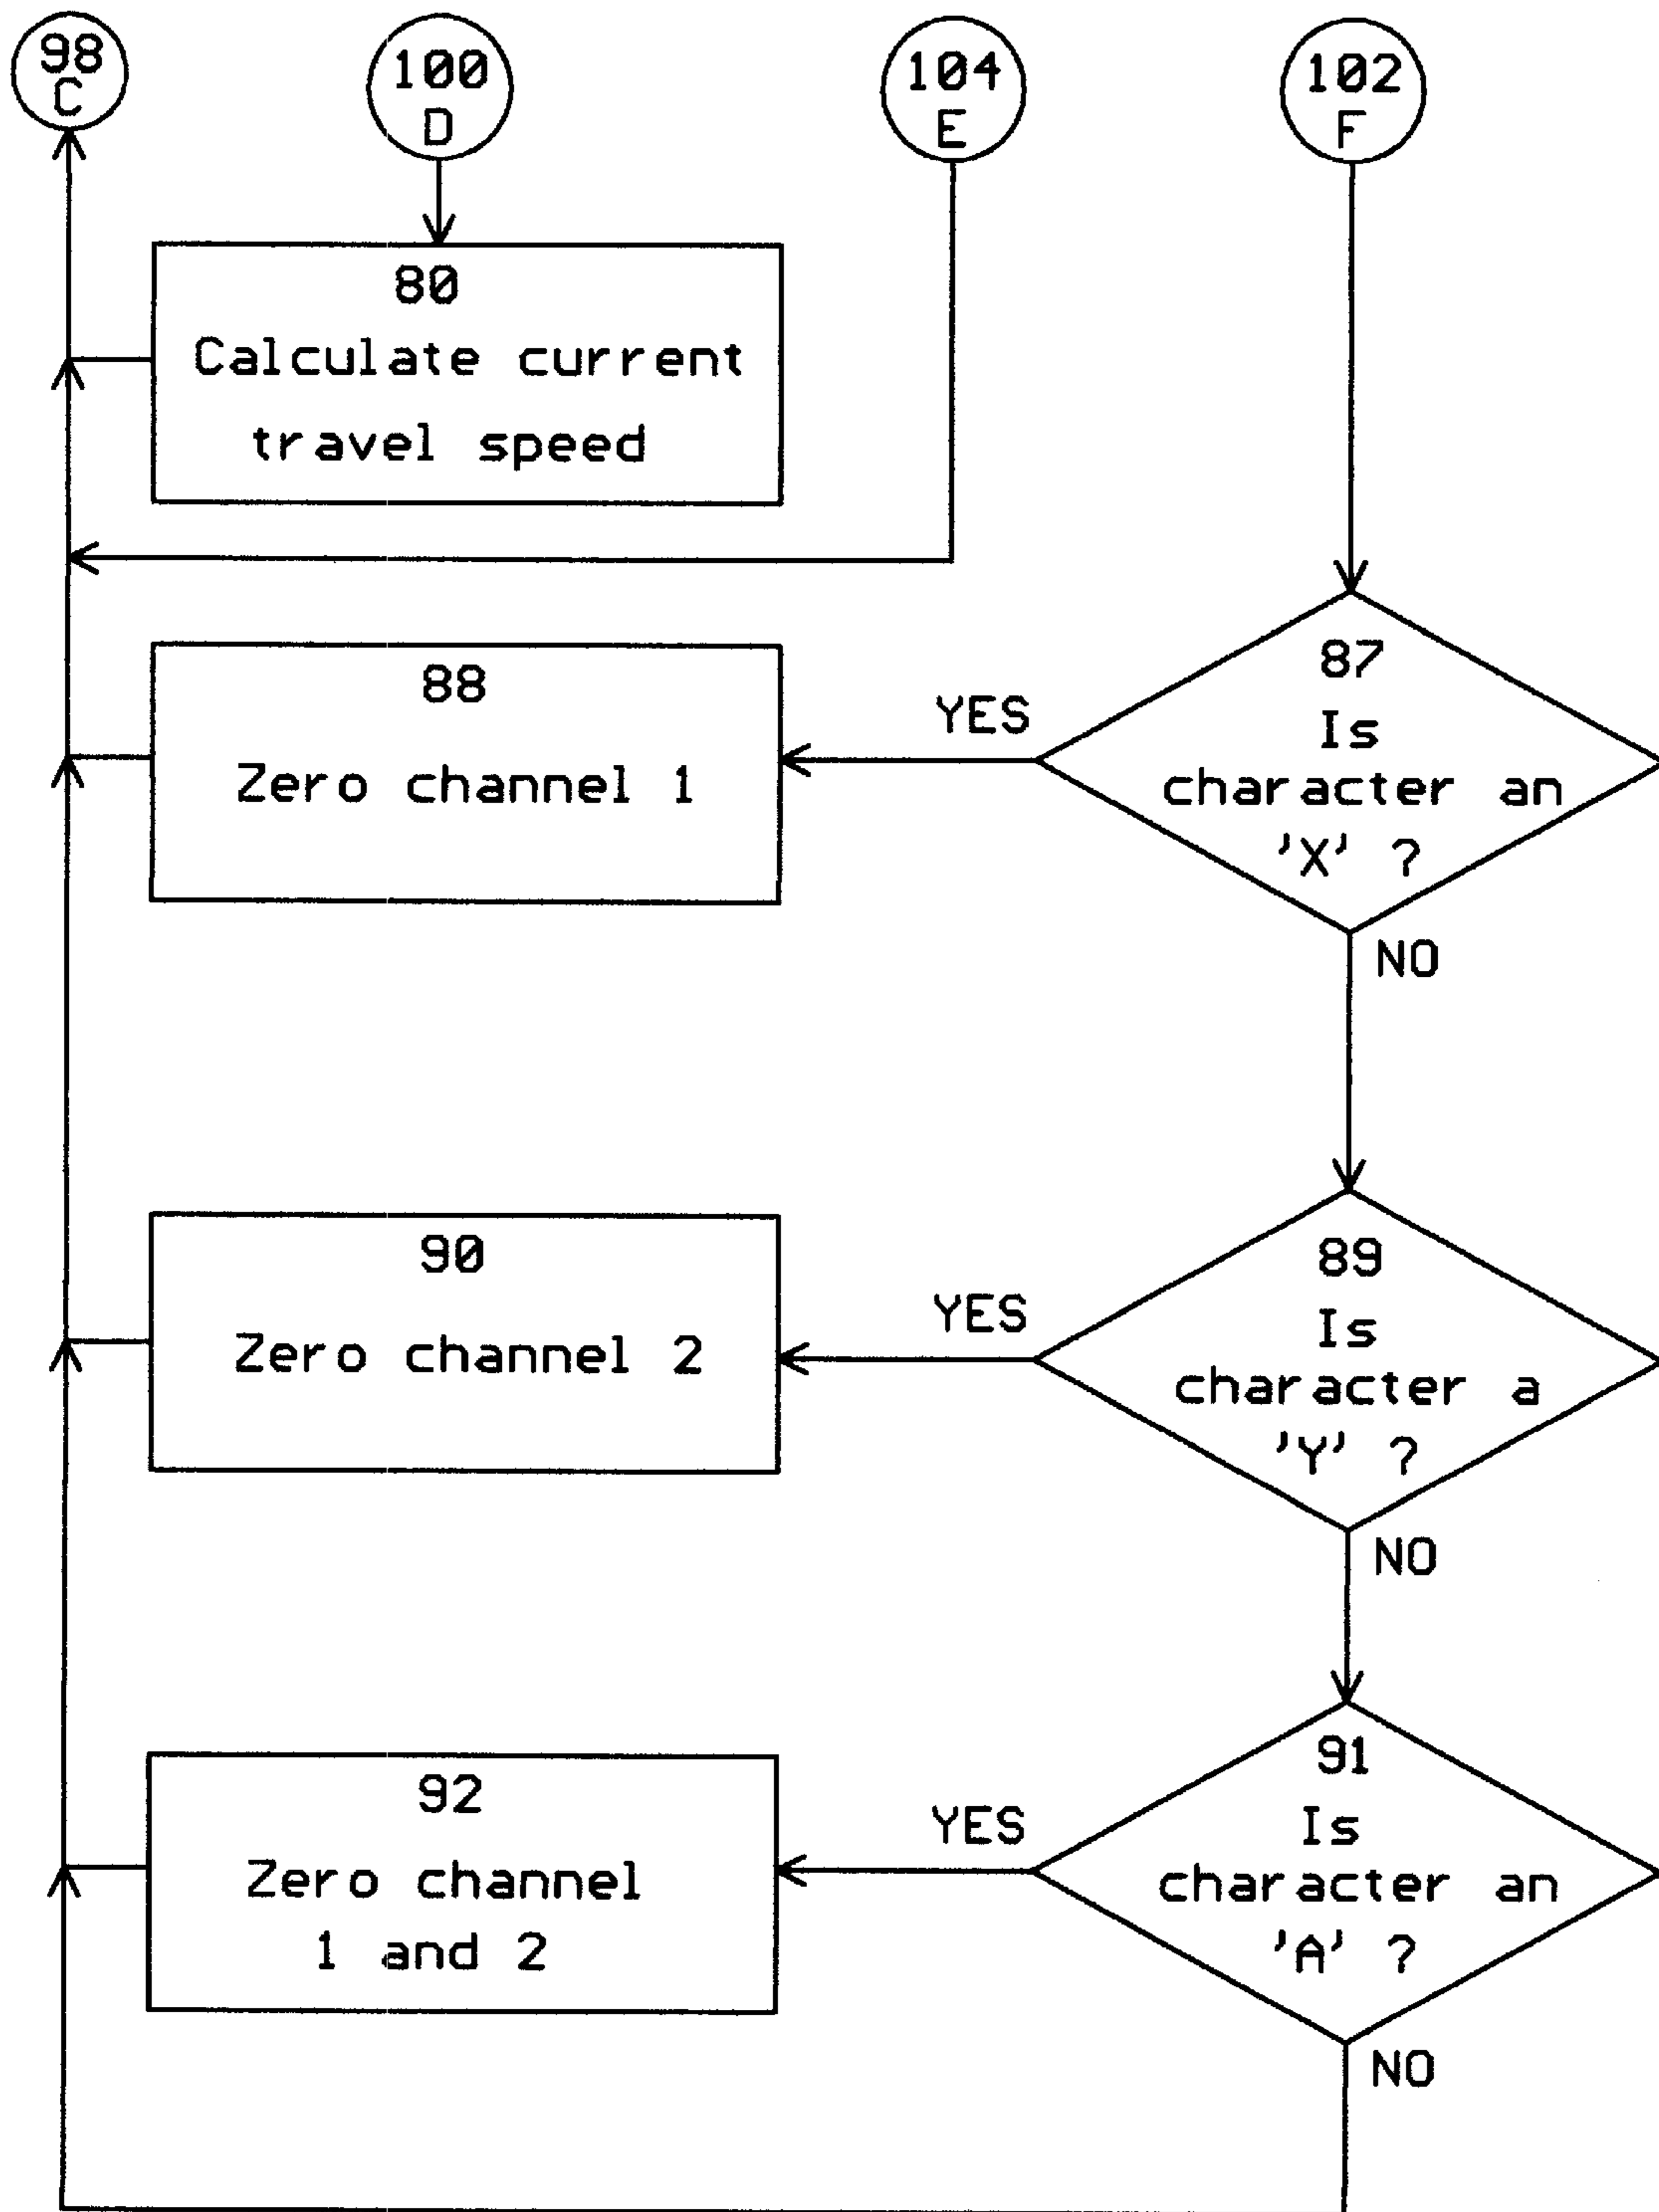 98
C
100
D
104
E
102
F
80
Calculate current
travel speed
87
Is
character an
'X' ?
YES
NO
88
Zero channel 1
89
Is
character a
'Y' ?
YES
NO
90
Zero channel 2
91
Is
character an
'A' ?
YES
NO
92
Zero channel
1 and 2